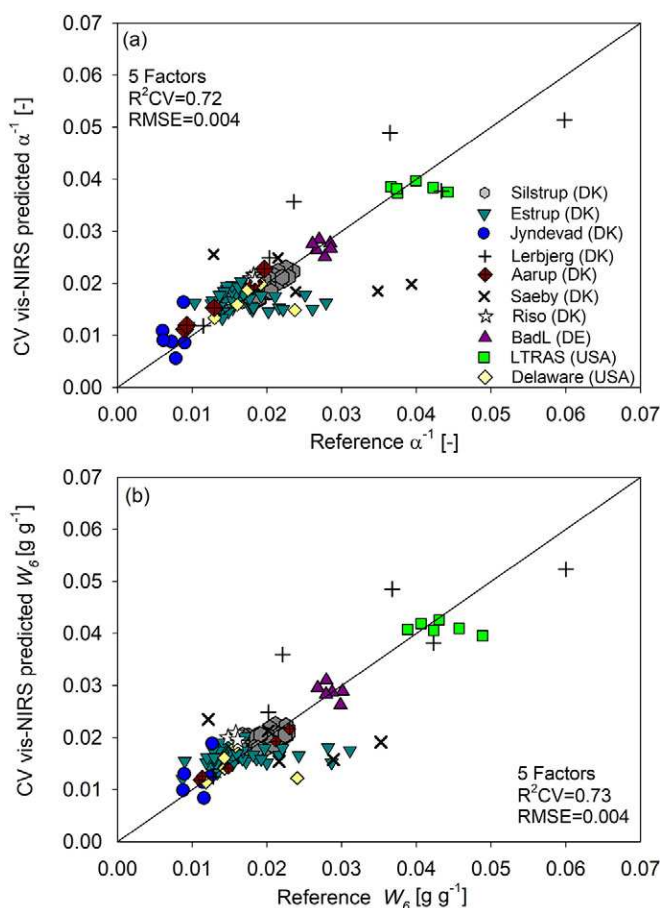 0.07
(a)
0.06
5 Factors
R²CV=0.72
RMSE=0.004
0.05
0.04
0.03
0.02
0.01
0.00
CV vis-NIRS predicted α⁻¹ [-]
Silstrup (DK)
Estrup (DK)
Jyndevad (DK)
Lerbjerg (DK)
Aarup (DK)
Saeby (DK)
Riso (DK)
BadL (DE)
LTRAS (USA)
Delaware (USA)
0.00 0.01 0.02 0.03 0.04 0.05 0.06 0.07
Reference α⁻¹ [-]
0.07
(b)
0.06
0.05
0.04
0.03
0.02
0.01
0.00
CV vis-NIRS predicted W₆ [g g⁻¹]
5 Factors
R²CV=0.73
RMSE=0.004
0.00 0.01 0.02 0.03 0.04 0.05 0.06 0.07
Reference W₆ [g g⁻¹]